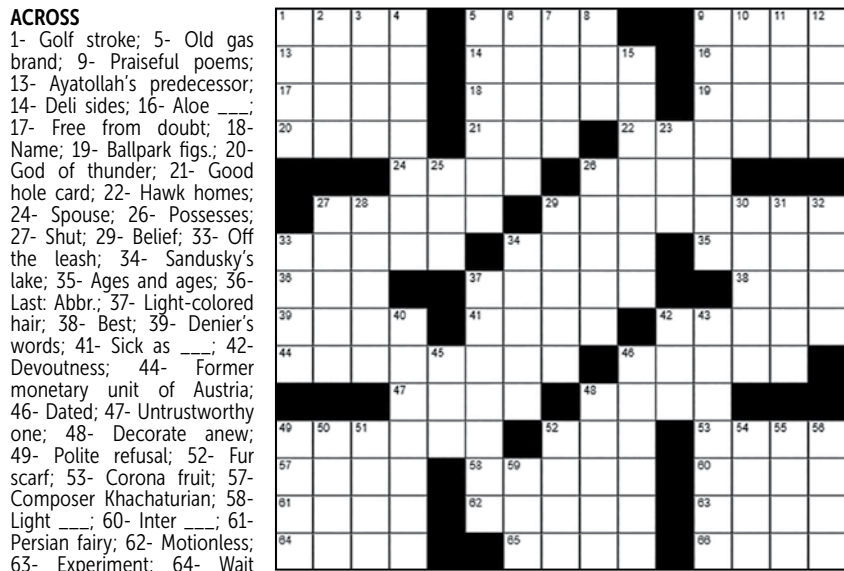 ACROSS
1- Golf stroke; 5- Old gas
brand; 9- Praiseful poems;
13- Ayatollah's predecessor;
14- Deli sides; 16- Aloe ___;
17- Free from doubt; 18-
Name; 19- Ballpark figs.; 20-
God of thunder; 21- Good
hole card; 22- Hawk homes;
24- Spouse; 26- Possesses;
27- Shut; 29- Belief; 33- Off
the leash; 34- Sandusky's
lake; 35- Ages and ages; 36-
Last: Abbr.; 37- Light-colored
hair; 38- Best; 39- Denier's
words; 41- Sick as ___; 42-
Devoutness; 44- Former
monetary unit of Austria;
46- Dated; 47- Untrustworthy
one; 48- Decorate anew;
49- Polite refusal; 52- Fur
scarf; 53- Corona fruit; 57-
Composer Khachaturian; 58-
Light ___; 60- Inter ___; 61-
Persian fairy; 62- Motionless;
63- Experiment; 64- Wait
1 2 3 4 5 6 7 8 9 10 11 12
13 14 15 16
17 18 19
20 21 22 23
24 25 26
27 28 29 30 31 32
33 34 35
36 37 38
39 40 41 42 43
44 45 46
47 48
49 50 51 52 53 54 55 56
57 58 59 60
61 62 63
64 65 66